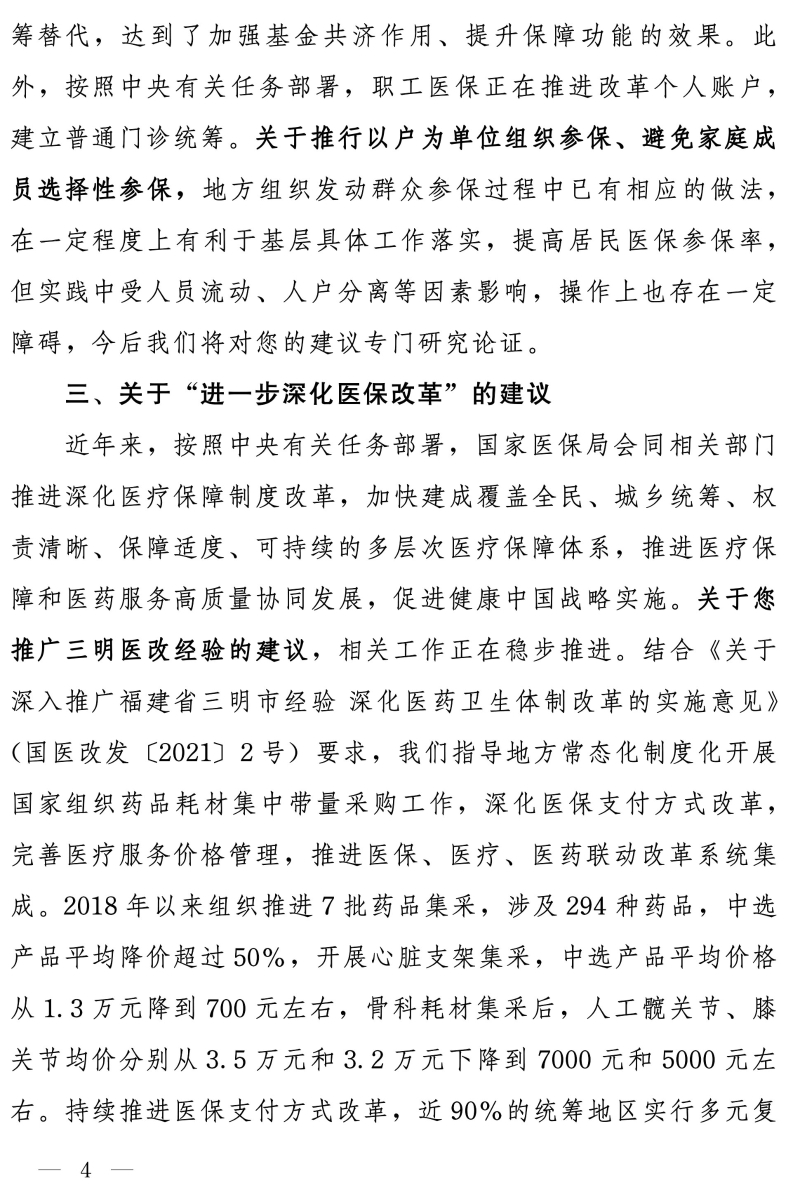 筹替代，达到了加强基金共济作用、提升保障功能的效果。此
外，按照中央有关任务部署，职工医保正在推进改革个人账户，
建立普通门诊统筹。关于推行以户为单位组织参保、避免家庭成
员选择性参保，地方组织发动群众参保过程中已有相应的做法，
在一定程度上有利于基层具体工作落实，提高居民医保参保率，
但实践中受人员流动、人户分离等因素影响，操作上也存在一定
障碍，今后我们将对您的建议专门研究论证。
三、关于“进一步深化医保改革”的建议
近年来，按照中央有关任务部署，国家医保局会同相关部门
推进深化医疗保障制度改革，加快建成覆盖全民、城乡统筹、权
责清晰、保障适度、可持续的多层次医疗保障体系，推进医疗保
障和医药服务高质量协同发展，促进健康中国战略实施。关于您
推广三明医改经验的建议，相关工作正在稳步推进。结合《关于
深入推广福建省三明市经验 深化医药卫生体制改革的实施意见》
（国医改发〔2021〕2号）要求，我们指导地方常态化制度化开展
国家组织药品耗材集中带量采购工作，深化医保支付方式改革，
完善医疗服务价格管理，推进医保、医疗、医药联动改革系统集
成。2018年以来组织推进7批药品集采，涉及294种药品，中选
产品平均降价超过50%，开展心脏支架集采，中选产品平均价格
从1.3万元降到700元左右，骨科耗材集采后，人工髋关节、膝
关节均价分别从3.5万元和3.2万元下降到7000元和5000元左
右。持续推进医保支付方式改革，近90%的统筹地区实行多元复
— 4 —